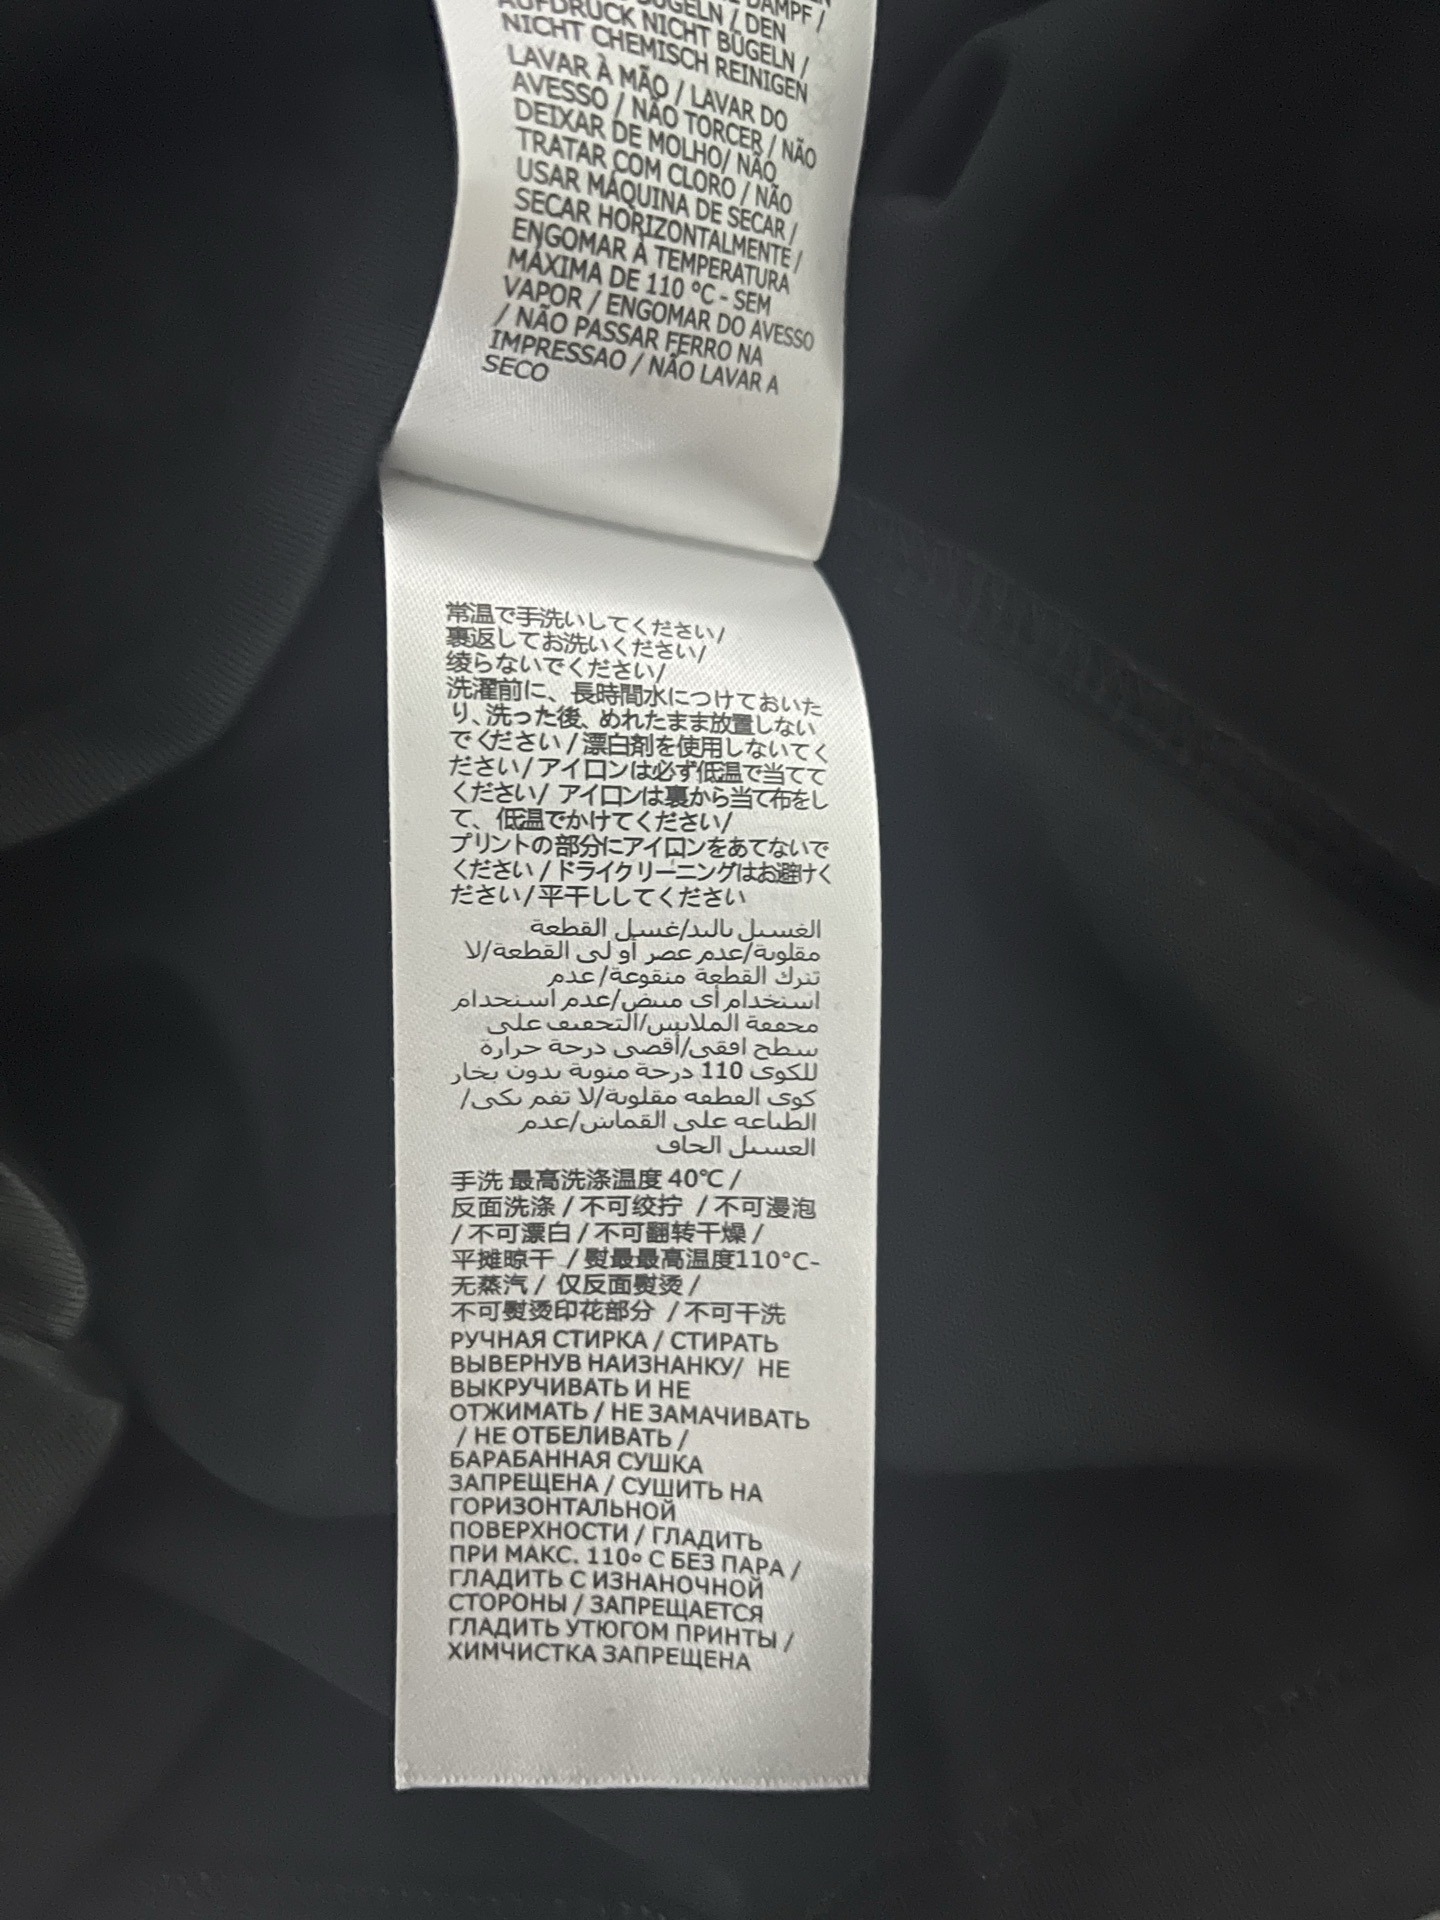 DAMPF /
BÜGELN / DEN
AUFDRUCK NICHT BÜGELN /
NICHT CHEMISCH REINIGEN
LAVAR À MÃO / LAVAR DO
AVESSO / NÃO TORCER / NÃO
DEIXAR DE MOLHO/ NÃO
TRATAR COM CLORO / NÃO
USAR MÁQUINA DE SECAR /
SECAR HORIZONTALMENTE /
ENGOMAR À TEMPERATURA
MÁXIMA DE 110 °C - SEM
VAPOR / ENGOMAR DO AVESSO
/ NÃO PASSAR FERRO NA
IMPRESSAO / NÃO LAVAR A
SECO
常温で手洗いしてください/
裏返してお洗いください/
绫らないでください/
洗濯前に、長時間水につけておいた
り、洗った後、めれたまま放置しない
でください/漂白剤を使用しないてく
ださい/アイロンは必ず低温で当てて
ください/ アイロンは裏から当て布をし
て、低温でかけてください/
プリントの部分にアイロンをあてないで
ください/ドライクリーニングはお避けく
ださい/平干ししてください
الغسيل باليد/غسيل القطعة
مقلوبة/عدم عصر أو لى القطعة/لا
تترك القطعة منقوعة/عدم
استخدام أى مبيض/عدم استخدام
مجففة الملابس/التجفيف على
سطح افقى/أقصى درجة حرارة
للكوى 110 درجة مئوية بدون بخار
كوى القطعه مقلوبة/لا تقم بكى/
الطباعه على القماش/عدم
الغسيل الجاف
手洗 最高洗涤温度 40℃ /
反面洗涤 / 不可绞拧 / 不可漫泡
/ 不可漂白 / 不可翻转干燥 /
平摊晾干 / 熨最最高温度110°C-
无蒸汽 / 仅反面熨烫 /
不可熨烫印花部分 / 不可干洗
РУЧНАЯ СТИРКА / СТИРАТЬ
ВЫВЕРНУВ НАИЗНАНКУ/ НЕ
ВЫКРУЧИВАТЬ И НЕ
ОТЖИМАТЬ / НЕ ЗАМАЧИВАТЬ
/ НЕ ОТБЕЛИВАТЬ /
БАРАБАННАЯ СУШКА
ЗАПРЕЩЕНА / СУШИТЬ НА
ГОРИЗОНТАЛЬНОЙ
ПОВЕРХНОСТИ / ГЛАДИТЬ
ПРИ МАКС. 110° С БЕЗ ПАРА /
ГЛАДИТЬ С ИЗНАНОЧНОЙ
СТОРОНЫ / ЗАПРЕЩАЕТСЯ
ГЛАДИТЬ УТЮГОМ ПРИНТЫ /
ХИМЧИСТКА ЗАПРЕЩЕНА